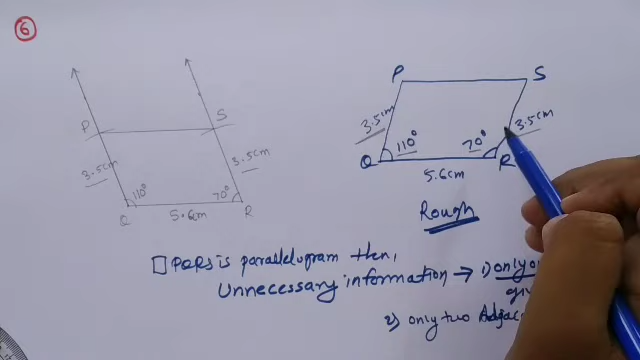 6
P
S
3.5cm
3.5cm
110°
70°
Q
5.6cm
R
P
S
3.5cm
3.5cm
110°
70°
Q
5.6cm
R
Rough
□PQRS is parallelogram then,
Unnecessary information → 1) only
2) only two Adjac